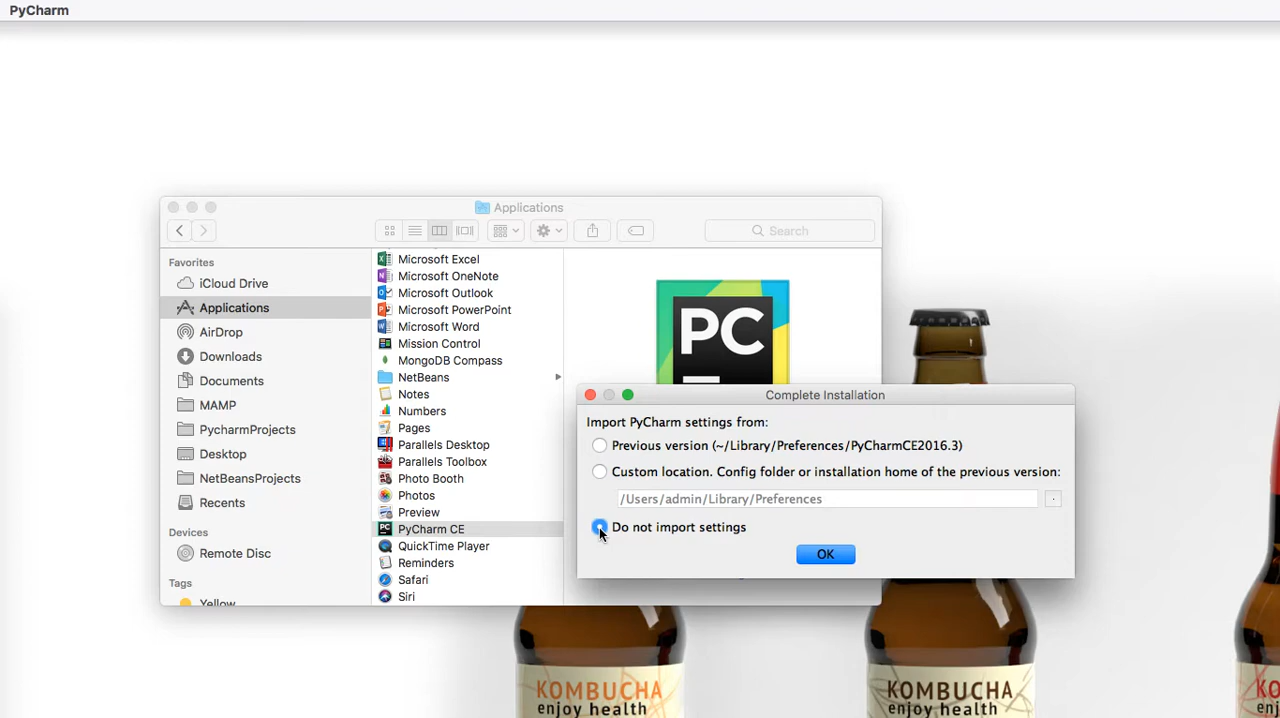 PyCharm
Applications
Search
Favorites
iCloud Drive
Applications
AirDrop
Downloads
Documents
MAMP
PycharmProjects
Desktop
NetBeansProjects
Recents
Devices
Remote Disc
Tags
Yellow
Microsoft Excel
Microsoft OneNote
Microsoft Outlook
Microsoft PowerPoint
Microsoft Word
Mission Control
MongoDB Compass
NetBeans
Notes
Numbers
Pages
Parallels Desktop
Parallels Toolbox
Photo Booth
Photos
Preview
PyCharm CE
QuickTime Player
Reminders
Safari
Siri
PC
Complete Installation
Import PyCharm settings from:
Previous version (~/Library/Preferences/PyCharmCE2016.3)
Custom location. Config folder or installation home of the previous version:
/Users/admin/Library/Preferences
Do not import settings
OK
KOMBUCHA
enjoy health
KOMBUCHA
enjoy health